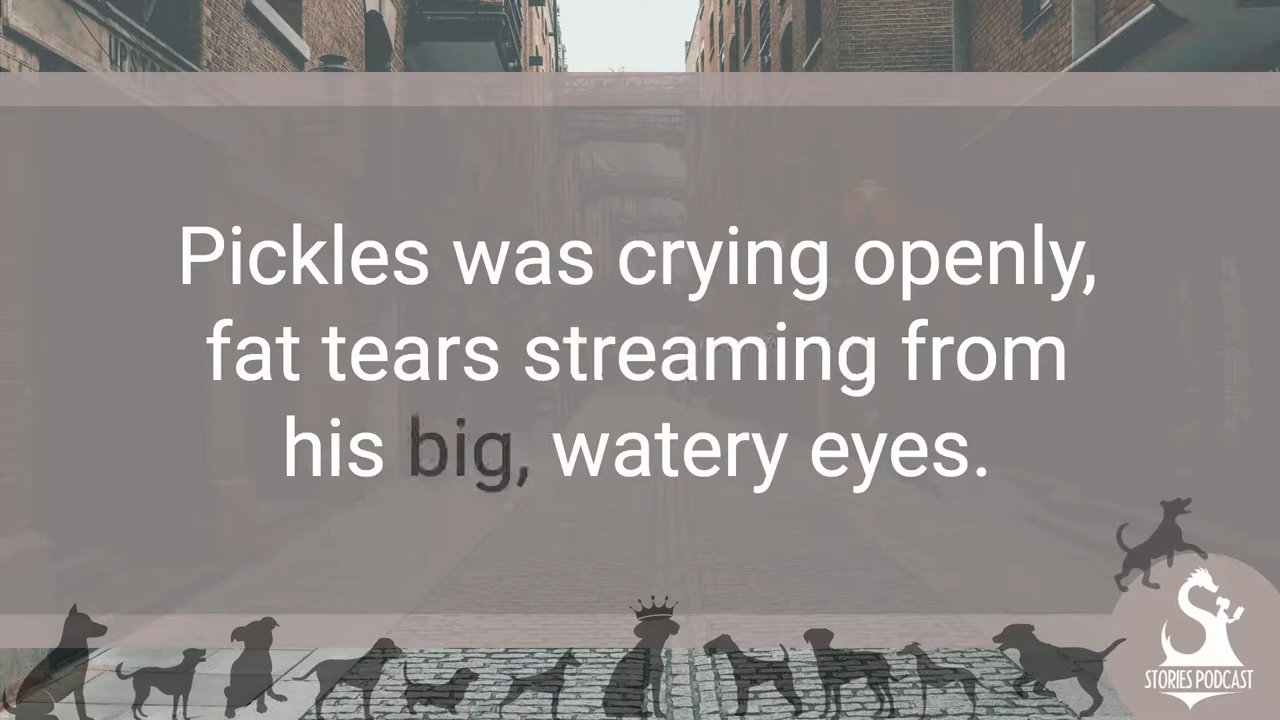 Pickles was crying openly,
fat tears streaming from
his big, watery eyes.
STORIES PODCAST